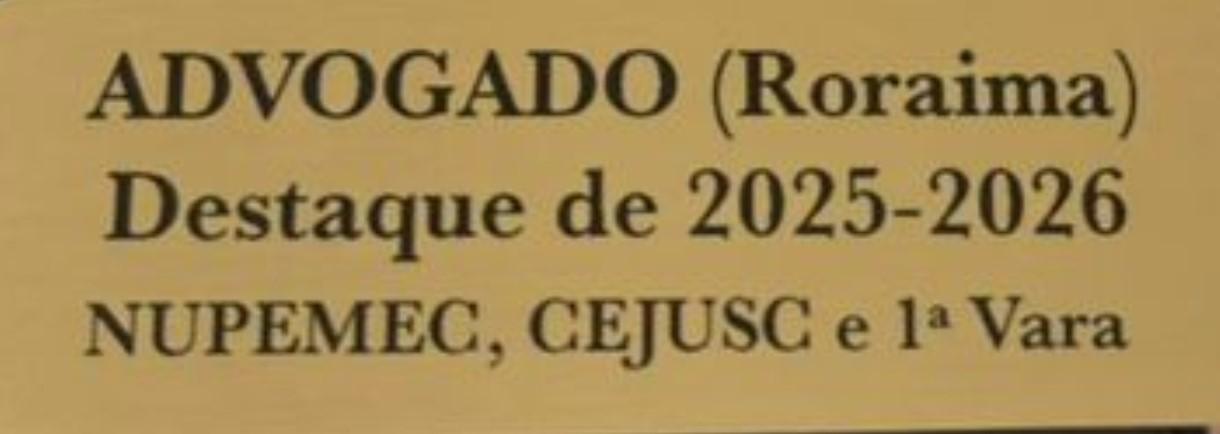 ADVOGADO (Roraima)
Destaque de 2025-2026
NUPEMEC, CEJUSC e 1ª Vara